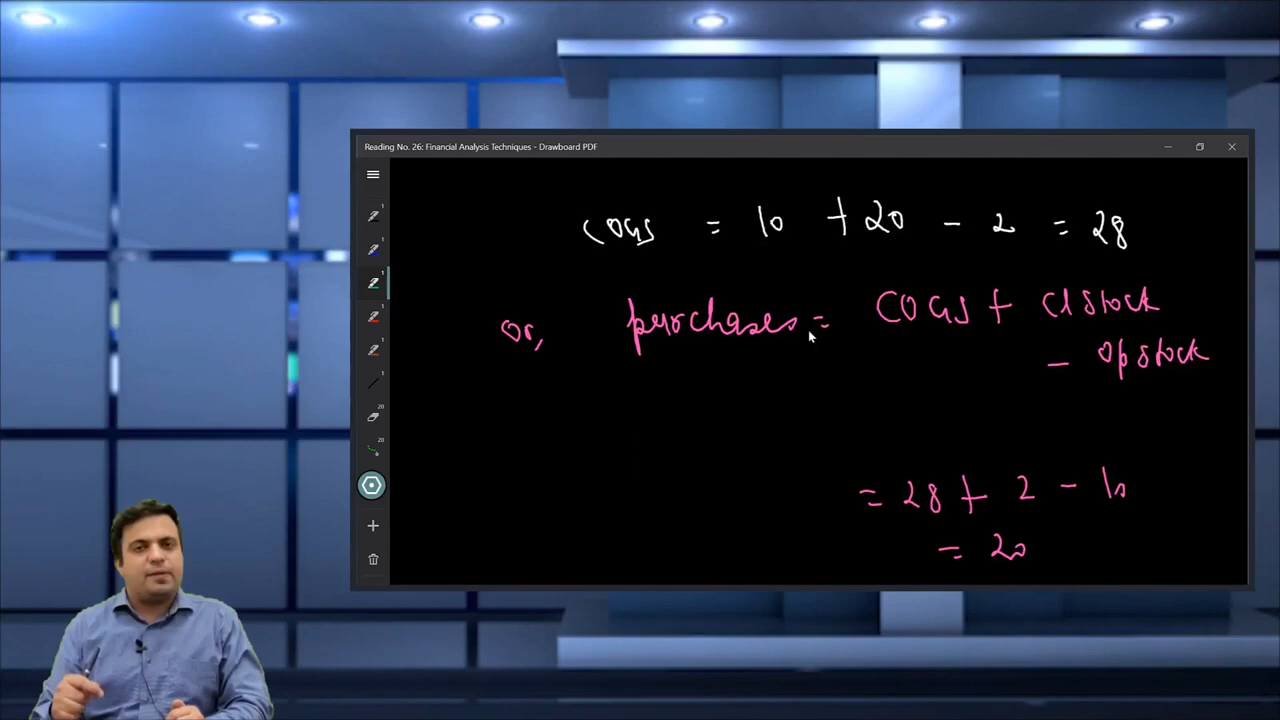 Reading No. 26: Financial Analysis Techniques - Drawboard PDF
COGS = 10 + 20 - 2 = 28
or, purchases = COGS + cl stock
- op stock
= 28 + 2 - 10
= 20